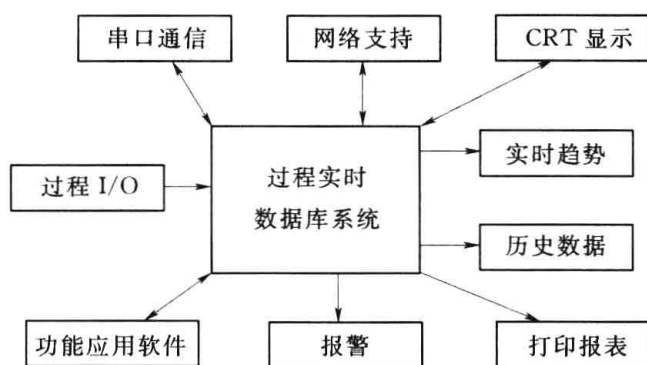 串口通信
网络支持
CRT 显示
过程 I/O
过程实时
数据库系统
实时趋势
历史数据
功能应用软件
报警
打印报表